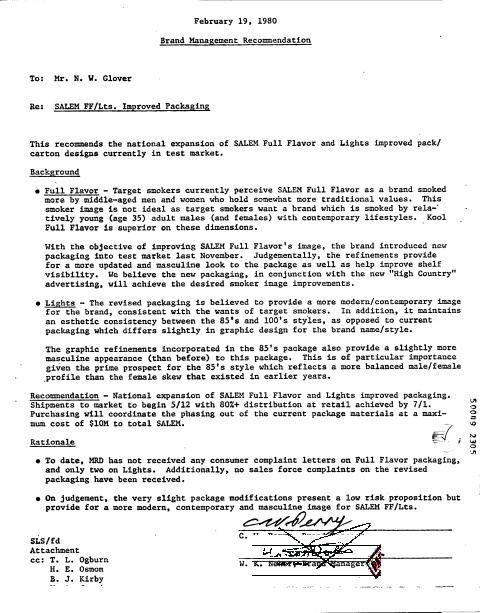 February 19, 1980
Brand Management Recommendation
To: Mr. N. W. Glover
Re: SALEM FF/Lts. Improved Packaging
This recommends the national expansion of SALEM Full Flavor and Lights improved pack/
carton designs currently in test market.
Background
• Full Flavor - Target smokers currently perceive SALEM Full Flavor as a brand smoked
more by middle-aged men and women who hold somewhat more traditional values. This
smoker image is not ideal as target smokers want a brand which is smoked by rela-
tively young (age 35) adult males (and females) with contemporary lifestyles. Kool
Full Flavor is superior on these dimensions.
With the objective of improving SALEM Full Flavor's image, the brand introduced new
packaging into test market last November. Judgementally, the refinements provide
for a more updated and masculine look to the package as well as help improve shelf
visibility. We believe the new packaging, in conjunction with the new "High Country"
advertising, will achieve the desired smoker image improvements.
• Lights - The revised packaging is believed to provide a more modern/contemporary image
for the brand, consistent with the wants of target smokers. In addition, it maintains
an esthetic consistency between the 85's and 100's styles, as opposed to current
packaging which differs slightly in graphic design for the brand name/style.
The graphic refinements incorporated in the 85's package also provide a slightly more
masculine appearance (than before) to this package. This is of particular importance
given the prime prospect for the 85's style which reflects a more balanced male/female
profile than the female skew that existed in earlier years.
Recommendation - National expansion of SALEM Full Flavor and Lights improved packaging.
Shipments to market to begin 5/12 with 80%+ distribution at retail achieved by 7/1.
Purchasing will coordinate the phasing out of the current package materials at a maxi-
mum cost of $10M to total SALEM.
Rationale
• To date, MRD has not received any consumer complaint letters on Full Flavor packaging,
and only two on Lights. Additionally, no sales force complaints on the revised
packaging have been received.
• On judgement, the very slight package modifications present a low risk proposition but
provide for a more modern, contemporary and masculine image for SALEM FF/Lts.
C.
W. K. Brand Manager
SLS/fd
Attachment
cc: T. L. Ogburn
H. E. Osmon
B. J. Kirby
50049 2305